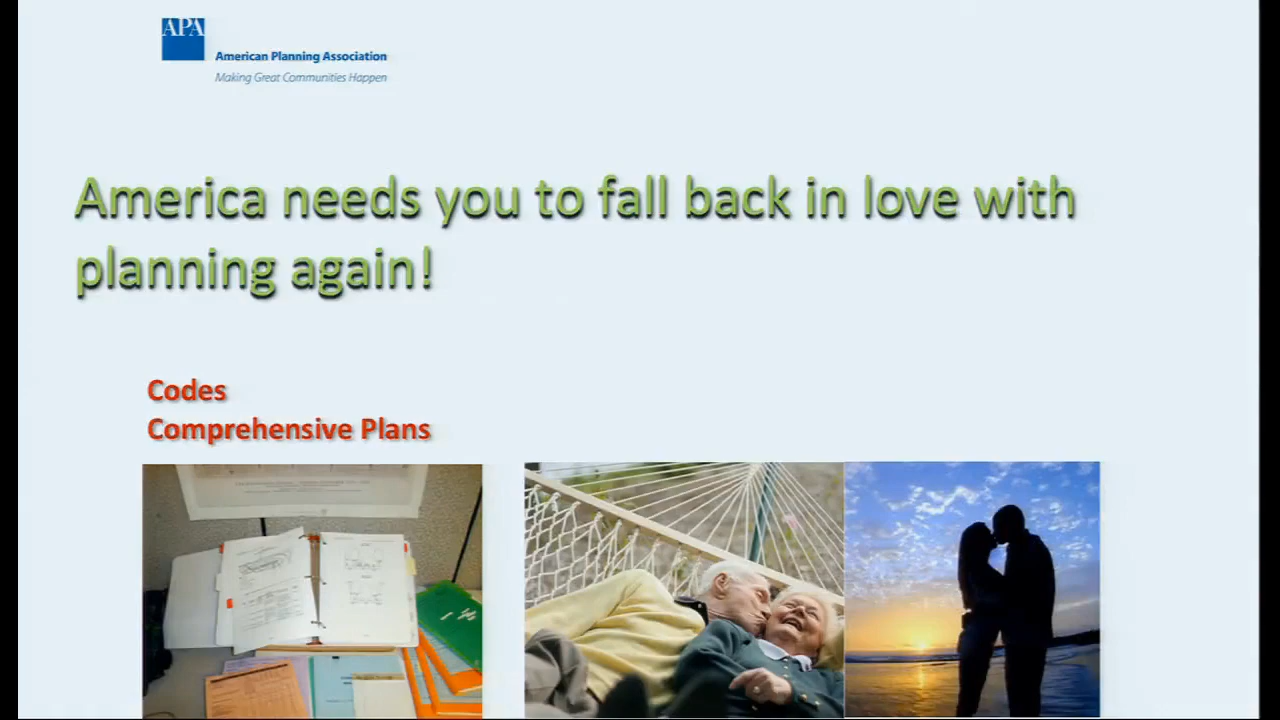 APA
American Planning Association
Making Great Communities Happen
America needs you to fall back in love with
planning again!
Codes
Comprehensive Plans